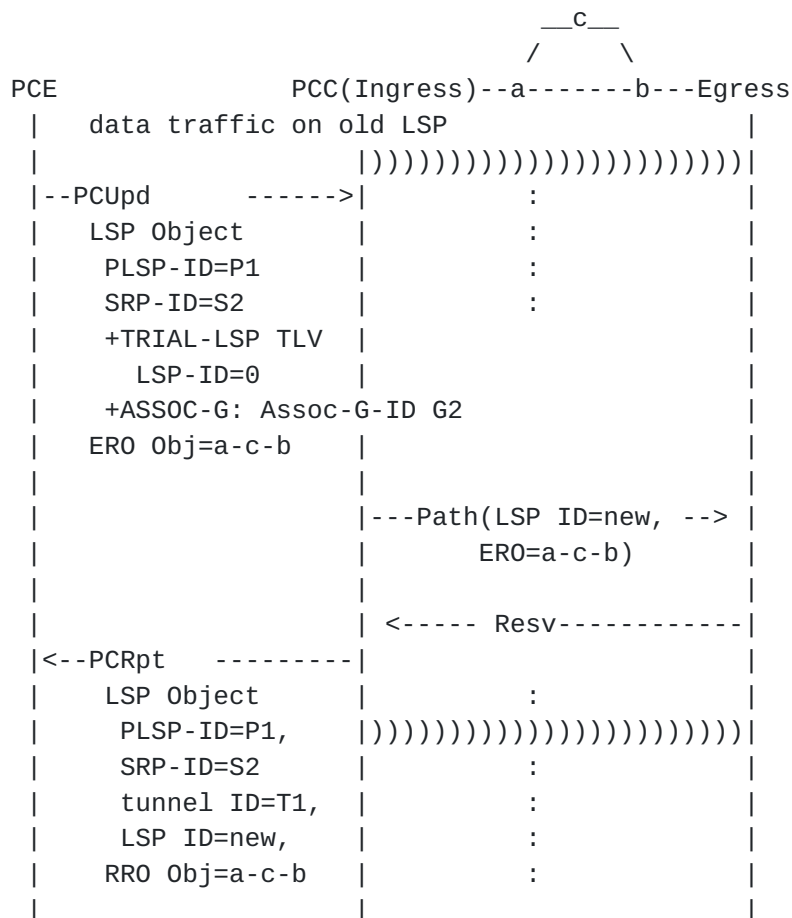 __c__
                                 /     \
PCE               PCC(Ingress)--a-------b---Egress
 |   data traffic on old LSP                   |
 |                    |))))))))))))))))))))))))|
 |--PCUpd      ------>|          :             |
 |   LSP Object       |          :             |
 |    PLSP-ID=P1      |          :             |
 |    SRP-ID=S2       |          :             |
 |    +TRIAL-LSP TLV  |                        |
 |      LSP-ID=0      |                        |
 |    +ASSOC-G: Assoc-G-ID G2                  |
 |   ERO Obj=a-c-b    |                        |
 |                    |                        |
 |                    |---Path(LSP ID=new, --> |
 |                    |       ERO=a-c-b)       |
 |                    |                        |
 |                    | <----- Resv------------|
 |<--PCRpt   ---------|                        |
 |    LSP Object      |          :             |
 |     PLSP-ID=P1,    |))))))))))))))))))))))))|
 |     SRP-ID=S2      |          :             |
 |     tunnel ID=T1,  |          :             |
 |     LSP ID=new,    |          :             |
 |    RRO Obj=a-c-b   |          :             |
 |                    |                        |